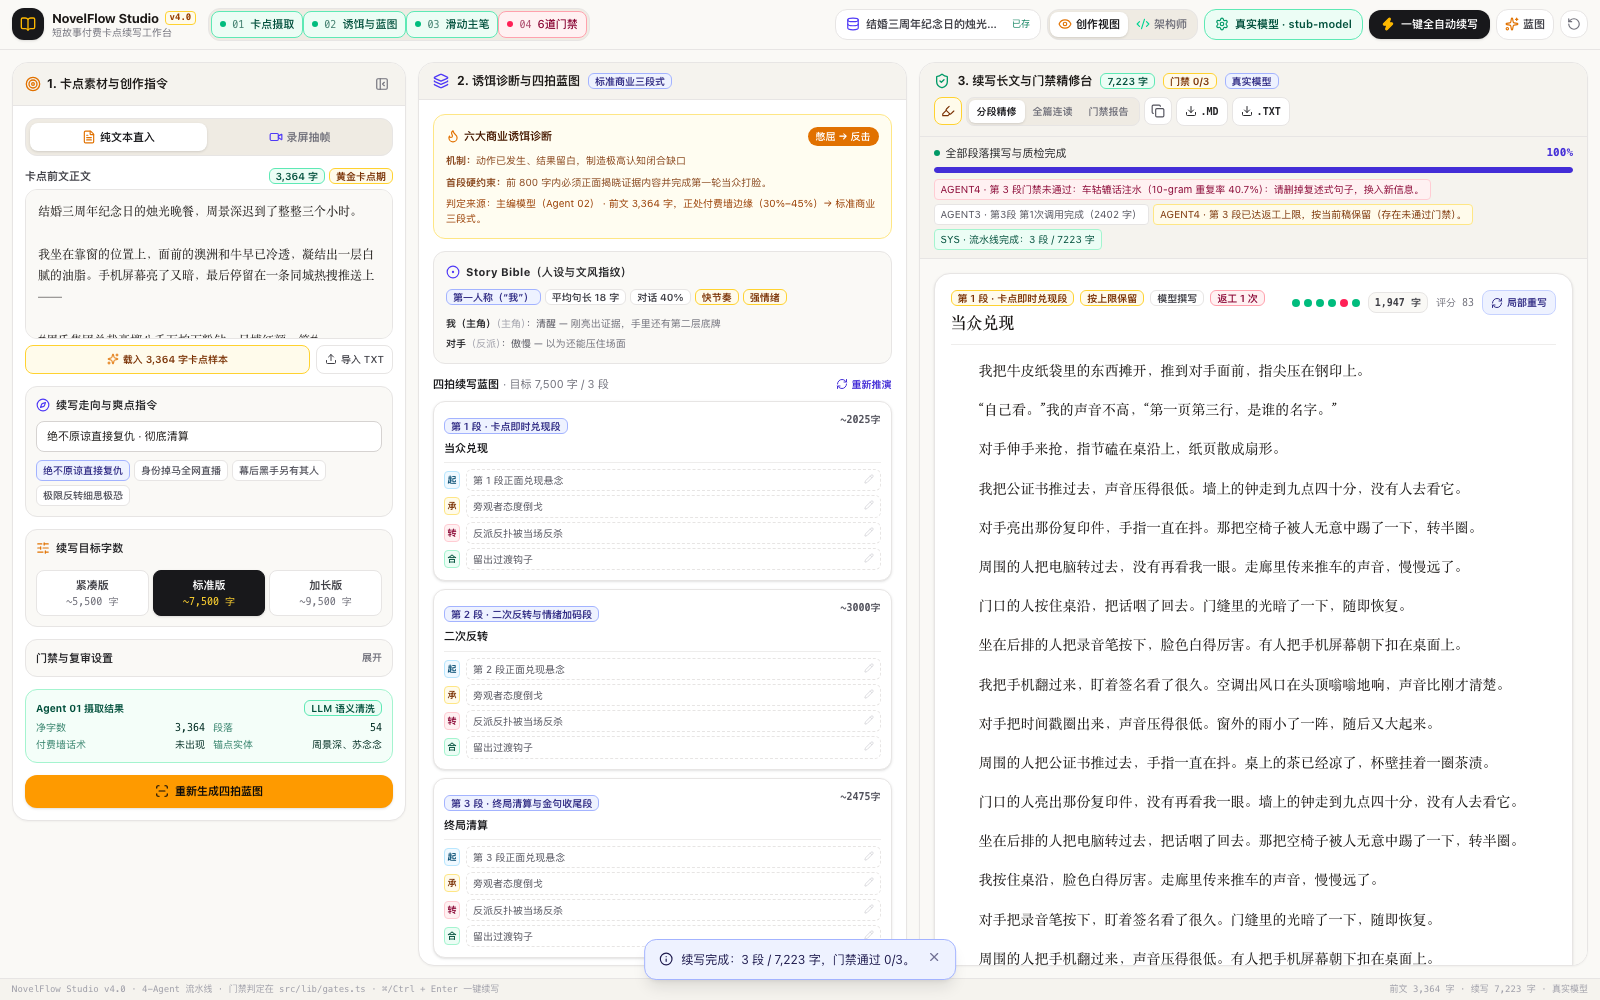 NovelFlow Studio v4.0
短故事付费卡点续写工作台
01 卡点摄取
02 诱饵与蓝图
03 滑动主笔
04 6道门禁
结婚三周年纪念日的烛光... 已存
创作视图
架构师
真实模型 · stub-model
一键全自动续写
蓝图
1. 卡点素材与创作指令
纯文本直入
录屏抽帧
卡点前文正文
3,364 字
黄金卡点期
结婚三周年纪念日的烛光晚餐，周景深迟到了整整三个小时。
我坐在靠窗的位置上，面前的澳洲和牛早已冷透，凝结出一层白
腻的油脂。手机屏幕亮了又暗，最后停留在一条同城热搜推送上
——
载入 3,364 字卡点样本
导入 TXT
续写走向与爽点指令
绝不原谅直接复仇 · 彻底清算
绝不原谅直接复仇
身份掉马全网直播
幕后黑手另有其人
极限反转细思极恐
续写目标字数
紧凑版
~5,500 字
标准版
~7,500 字
加长版
~9,500 字
门禁与复审设置
展开
Agent 01 摄取结果
LLM 语义清洗
净字数 3,364 段落 54
付费墙话术 未出现 锚点实体 周景深、苏念念
重新生成四拍蓝图
2. 诱饵诊断与四拍蓝图
标准商业三段式
六大商业诱饵诊断
憋屈 → 反击
机制：动作已发生、结果留白，制造极高认知闭合缺口
首段硬约束：前 800 字内必须正面揭晓证据内容并完成第一轮当众打脸。
判定来源：主编模型（Agent 02） · 前文 3,364 字，正处付费墙边缘（30%–45%）→ 标准商业
三段式。
Story Bible（人设与文风指纹）
第一人称（“我”）
平均句长 18 字
对话 40%
快节奏
强情绪
我（主角）（主角）：清醒 — 刚亮出证据，手里还有第二层底牌
对手（反派）：傲慢 — 以为还能压住场面
四拍续写蓝图 · 目标 7,500 字 / 3 段
重新推演
第 1 段 · 卡点即时兑现段
~2025字
当众兑现
起 第 1 段正面兑现悬念
承 旁观者态度倒戈
转 反派反扑被当场反杀
合 留出过渡钩子
第 2 段 · 二次反转与情绪加码段
~3000字
二次反转
起 第 2 段正面兑现悬念
承 旁观者态度倒戈
转 反派反扑被当场反杀
合 留出过渡钩子
第 3 段 · 终局清算与金句收尾段
~2475字
终局清算
起 第 3 段正面兑现悬念
承 旁观者态度倒戈
转 反派反扑被当场反杀
合 留出过渡钩子
3. 续写长文与门禁精修台
7,223 字
门禁 0/3
真实模型
分段精修
全篇连读
门禁报告
.MD
.TXT
全部段落撰写与质检完成
100%
AGENT4 · 第 3 段门禁未通过：车轱辘话注水（10-gram 重复率 40.7%）：请删掉复述式句子，换入新信息。
AGENT3 · 第3段 第1次调用完成（2402 字）
AGENT4 · 第 3 段已达返工上限，按当前稿保留（存在未通过门禁）。
SYS · 流水线完成：3 段 / 7223 字
第 1 段 · 卡点即时兑现段
按上限保留
模型撰写
返工 1 次
1,947 字
评分 83
局部重写
当众兑现
我把牛皮纸袋里的东西摊开，推到对手面前，指尖压在钢印上。
“自己看。”我的声音不高，“第一页第三行，是谁的名字。”
对手伸手来抢，指节磕在桌沿上，纸页散成扇形。
我把公证书推过去，声音压得很低。墙上的钟走到九点四十分，没有人去看它。
对手亮出那份复印件，手指一直在抖。那把空椅子被人无意中踢了一下，转半圈。
周围的人把电脑转过去，没有再看我一眼。走廊里传来推车的声音，慢慢远了。
门口的人按住桌沿，把话咽了回去。门缝里的光暗了一下，随即恢复。
坐在后排的人把录音笔按下，脸色白得厉害。有人把手机屏幕朝下扣在桌面上。
我把手机翻过来，盯着签名看了很久。空调出风口在头顶嗡嗡地响，声音比刚才清楚。
对手把时间戳圈出来，声音压得很低。窗外的雨小了一阵，随后又大起来。
周围的人把公证书推过去，手指一直在抖。桌上的茶已经凉了，杯壁挂着一圈茶渍。
门口的人亮出那份复印件，没有再看我一眼。墙上的钟走到九点四十分，没有人去看它。
坐在后排的人把电脑转过去，把话咽了回去。那把空椅子被人无意中踢了一下，转半圈。
我按住桌沿，脸色白得厉害。走廊里传来推车的声音，慢慢远了。
对手把录音笔按下，盯着签名看了很久。门缝里的光暗了一下，随即恢复。
周围的人把手机翻过来，声音压得很低。有人把手机屏幕朝下扣在桌面上。
续写完成：3 段 / 7,223 字，门禁通过 0/3。
NovelFlow Studio v4.0 · 4-Agent 流水线 · 门禁判定在 src/lib/gates.ts · ⌘/Ctrl + Enter 一键续写
前文 3,364 字 · 续写 7,223 字 · 真实模型